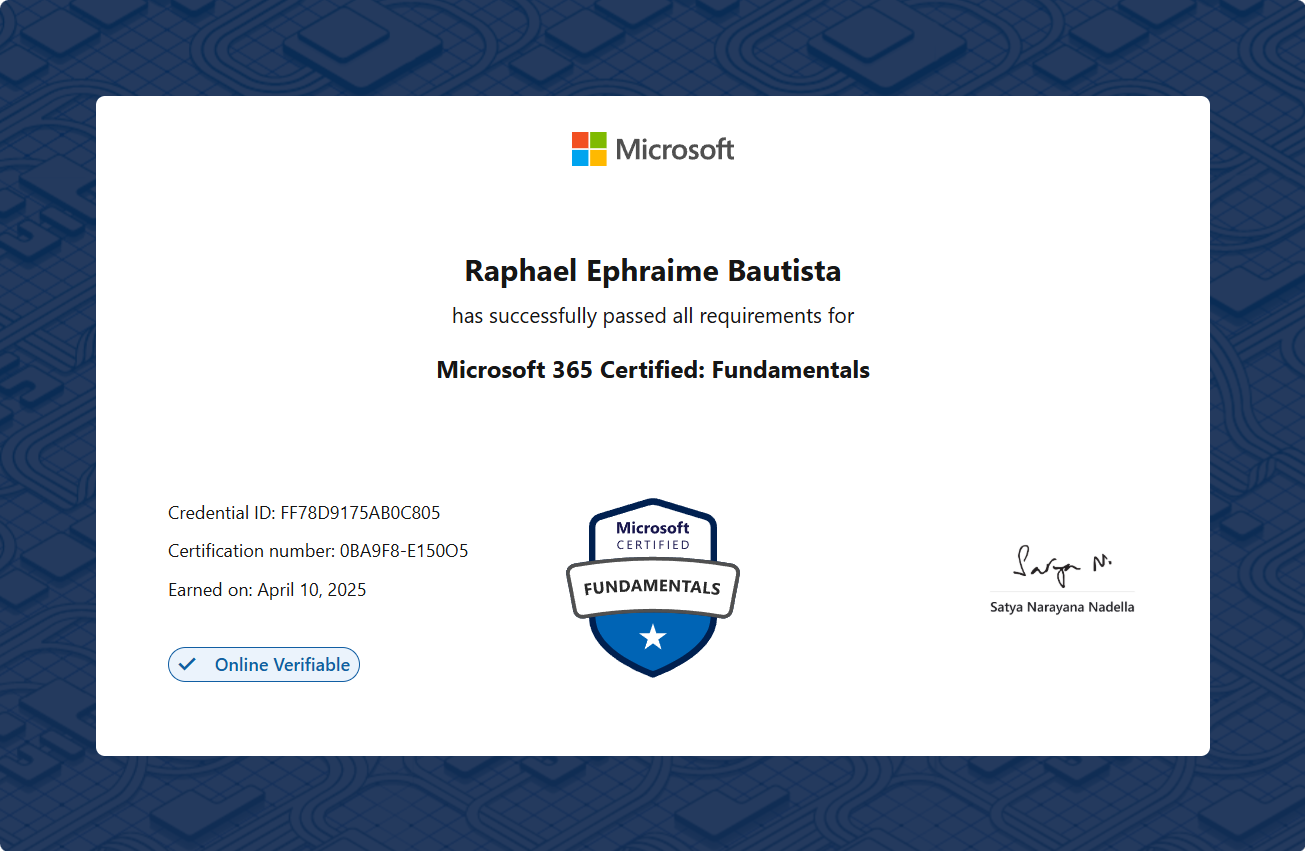 Microsoft
Raphael Ephraime Bautista
has successfully passed all requirements for
Microsoft 365 Certified: Fundamentals
Credential ID: FF78D9175AB0C805
Certification number: 0BA9F8-E150O5
Earned on: April 10, 2025
Online Verifiable
Microsoft
CERTIFIED
FUNDAMENTALS
Satya N.
Satya Narayana Nadella